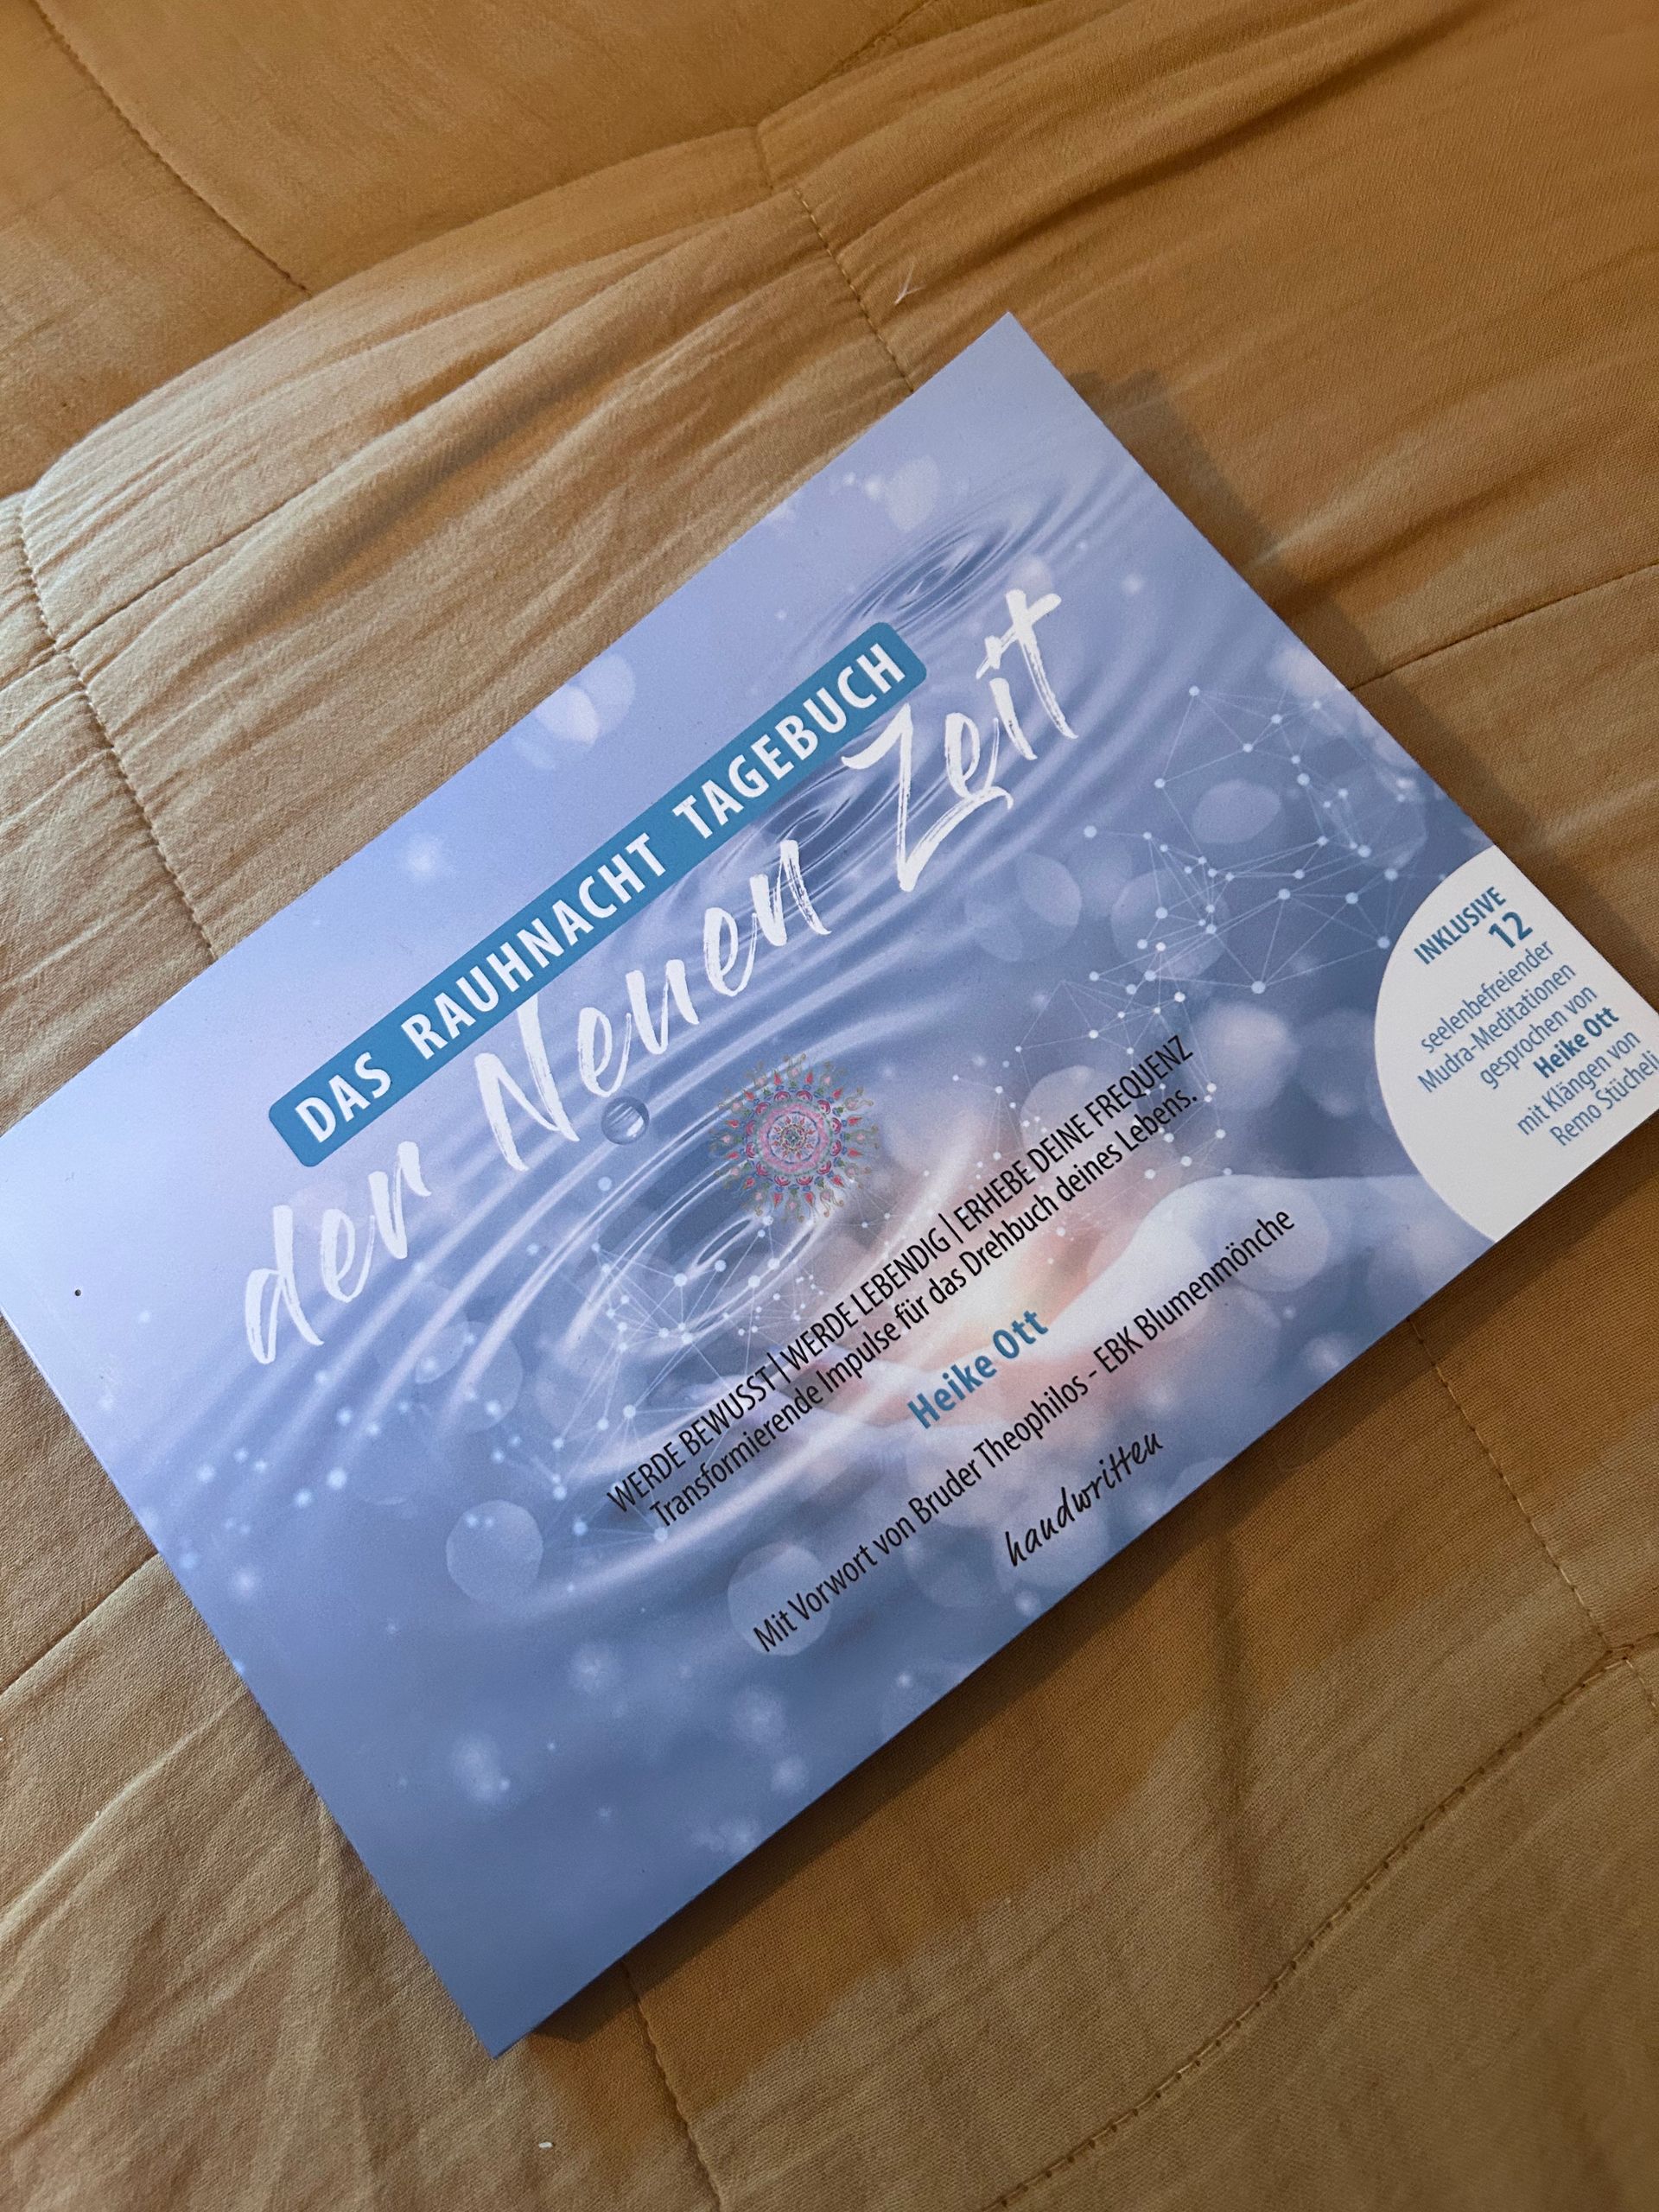 DAS RAUHNACHT TAGEBUCH
der Neuen Zeit
WERDE BEWUSST | WERDE LEBENDIG | ERHEBE DEINE FREQUENZ
Transformierende Impulse für das Drehbuch deines Lebens.
Heike Ott
Mit Vorwort von Bruder Theophilos - EBK Blumenmönche
handwritten
INKLUSIVE
12
seelenbefreiender
Mudra-Meditationen
gesprochen von
Heike Ott
mit Klängen von
Remo Stücheli